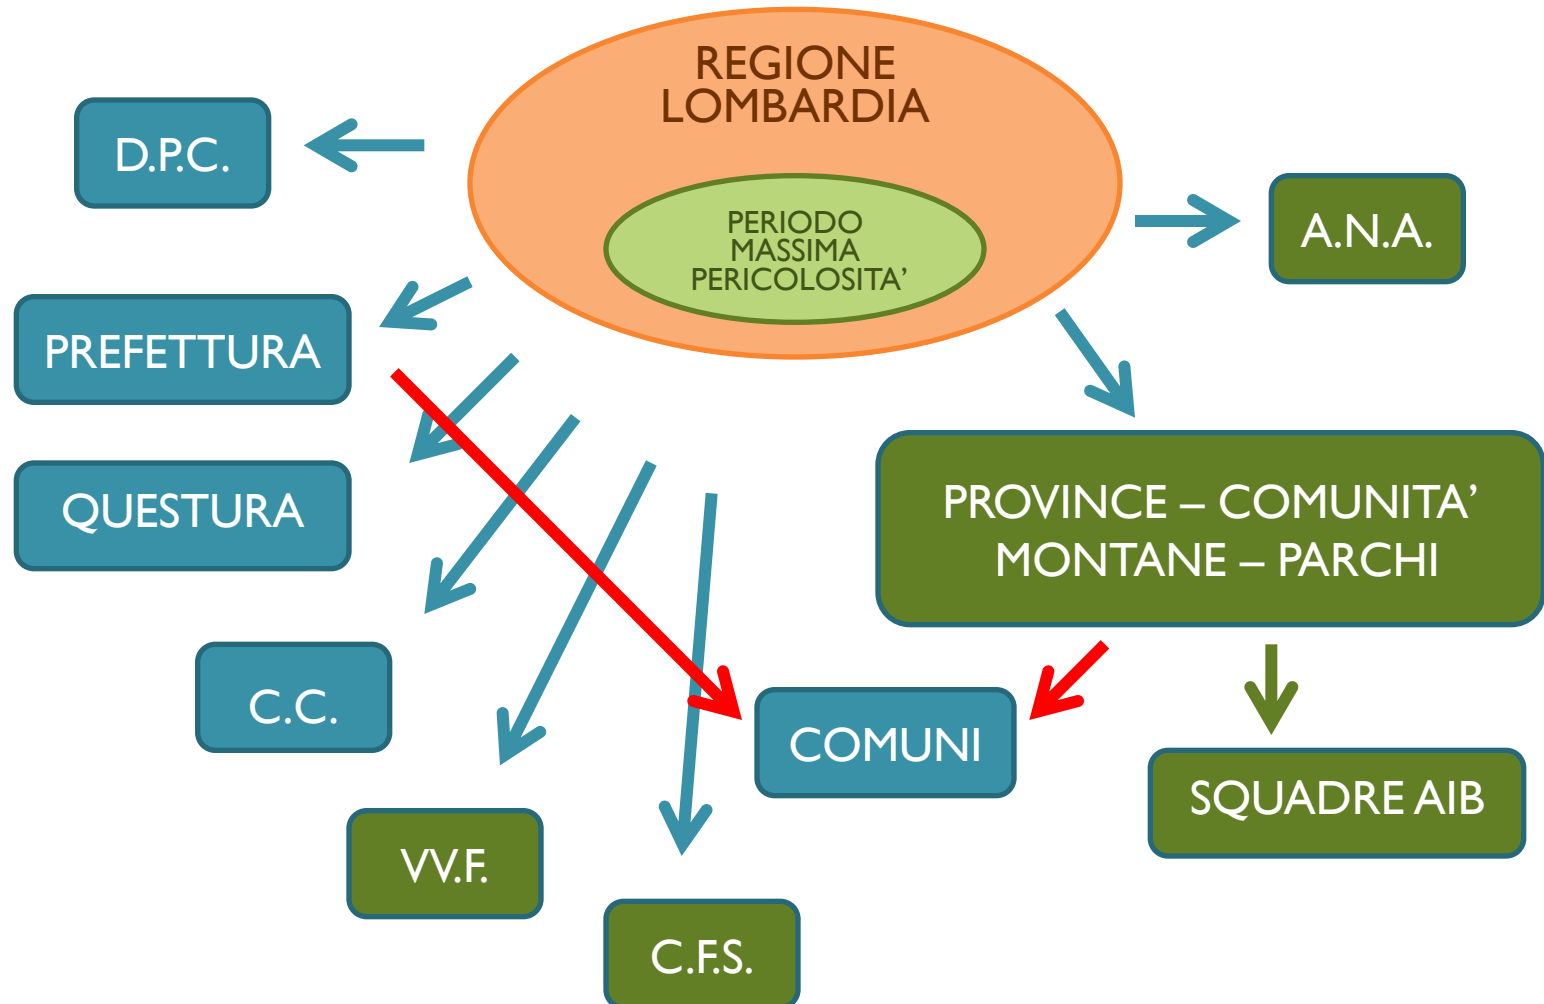 REGIONE
LOMBARDIA
D.P.C.
PERIODO
MASSIMA
PERICOLOSITA’
A.N.A.
PREFETTURA
QUESTURA
PROVINCE – COMUNITA’
MONTANE – PARCHI
C.C.
COMUNI
SQUADRE AIB
VV.F.
C.F.S.